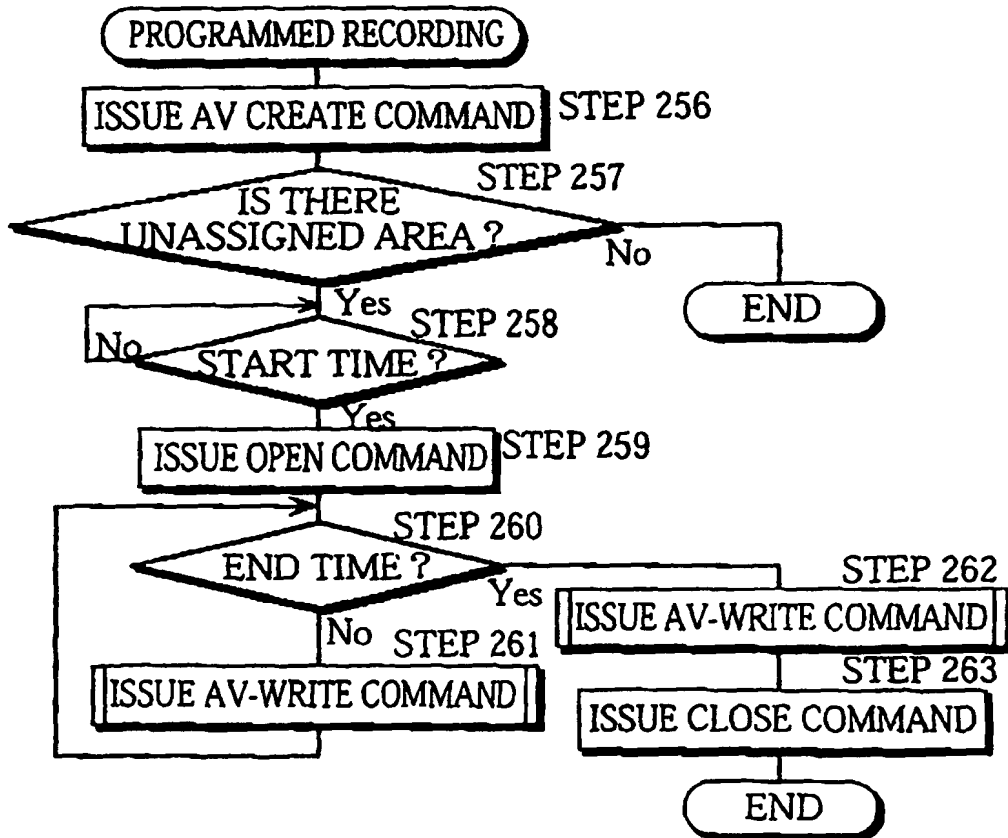 PROGRAMMED RECORDING
ISSUE AV CREATE COMMAND
STEP 256
STEP 257
IS THERE
UNASSIGNED AREA ?
No
END
Yes
STEP 258
No
START TIME ?
Yes
ISSUE OPEN COMMAND
STEP 259
STEP 260
END TIME ?
Yes
No
STEP 261
ISSUE AV-WRITE COMMAND
STEP 262
ISSUE AV-WRITE COMMAND
STEP 263
ISSUE CLOSE COMMAND
END